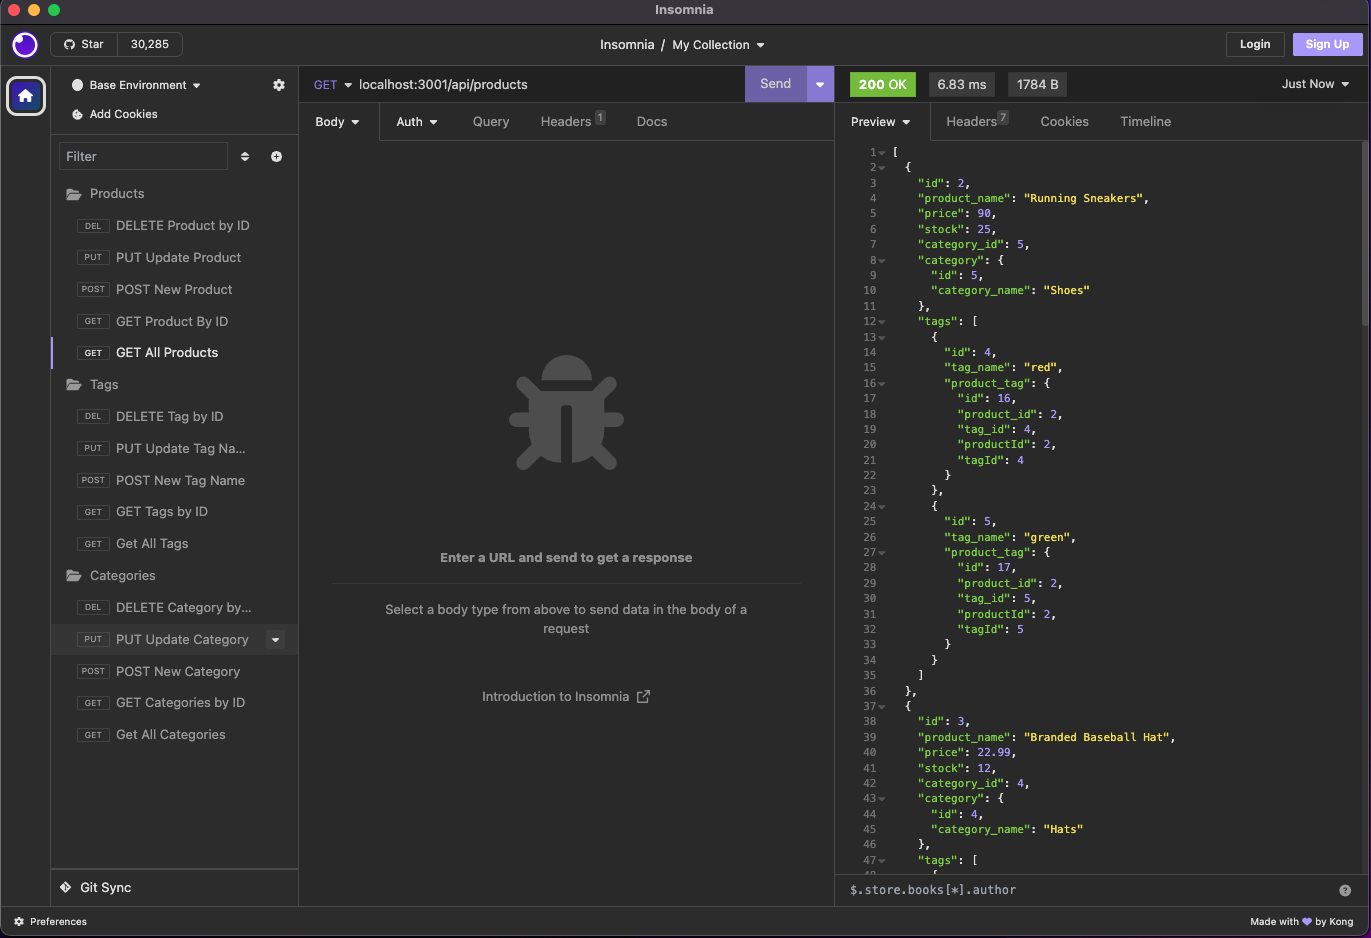 Insomnia
Star 30,285
Insomnia / My Collection
Login Sign Up
Base Environment
Add Cookies
Filter
Products
DEL DELETE Product by ID
PUT PUT Update Product
POST POST New Product
GET GET Product By ID
GET GET All Products
Tags
DEL DELETE Tag by ID
PUT PUT Update Tag Na...
POST POST New Tag Name
GET GET Tags by ID
GET Get All Tags
Categories
DEL DELETE Category by...
PUT PUT Update Category
POST POST New Category
GET GET Categories by ID
GET Get All Categories
Git Sync
GET localhost:3001/api/products Send
Body Auth Query Headers 1 Docs
Enter a URL and send to get a response
Select a body type from above to send data in the body of a
request
Introduction to Insomnia
200 OK 6.83 ms 1784 B Just Now
Preview Headers 7 Cookies Timeline
1 [
2 {
3 "id": 2,
4 "product_name": "Running Sneakers",
5 "price": 90,
6 "stock": 25,
7 "category_id": 5,
8 "category": {
9 "id": 5,
10 "category_name": "Shoes"
11 },
12 "tags": [
13 {
14 "id": 4,
15 "tag_name": "red",
16 "product_tag": {
17 "id": 16,
18 "product_id": 2,
19 "tag_id": 4,
20 "productId": 2,
21 "tagId": 4
22 }
23 },
24 {
25 "id": 5,
26 "tag_name": "green",
27 "product_tag": {
28 "id": 17,
29 "product_id": 2,
30 "tag_id": 5,
31 "productId": 2,
32 "tagId": 5
33 }
34 }
35 ]
36 },
37 {
38 "id": 3,
39 "product_name": "Branded Baseball Hat",
40 "price": 22.99,
41 "stock": 12,
42 "category_id": 4,
43 "category": {
44 "id": 4,
45 "category_name": "Hats"
46 },
47 "tags": [
$.store.books[*].author
Preferences
Made with 💜 by Kong